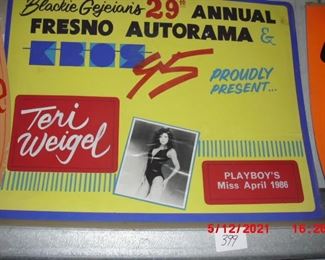 Blackie Gejeian's 29th ANNUAL
FRESNO AUTORAMA &
KBOS 95
PROUDLY
PRESENT...
Teri
Weigel
PLAYBOY'S
Miss April 1986
5/12/2021
399